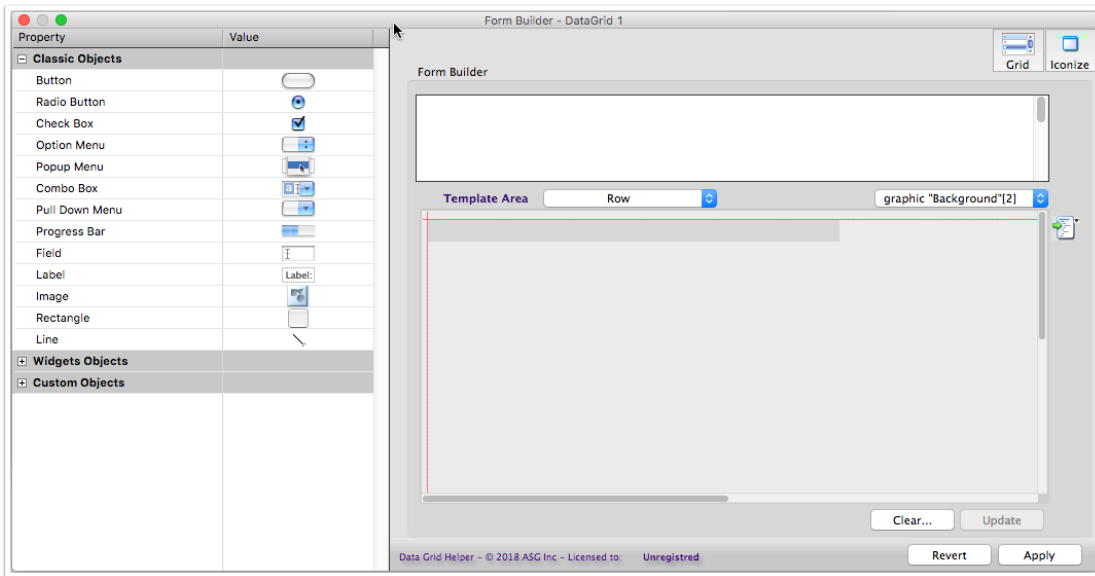 Form Builder - DataGrid 1
Property Value
Classic Objects
Button
Radio Button
Check Box
Option Menu
Popup Menu
Combo Box
Pull Down Menu
Progress Bar
Field
Label Label:
Image
Rectangle
Line
Widgets Objects
Custom Objects
Grid Iconize
Form Builder
Template Area Row graphic "Background"[2]
Clear... Update
Data Grid Helper - © 2018 ASG Inc - Licensed to: Unregistred Revert Apply